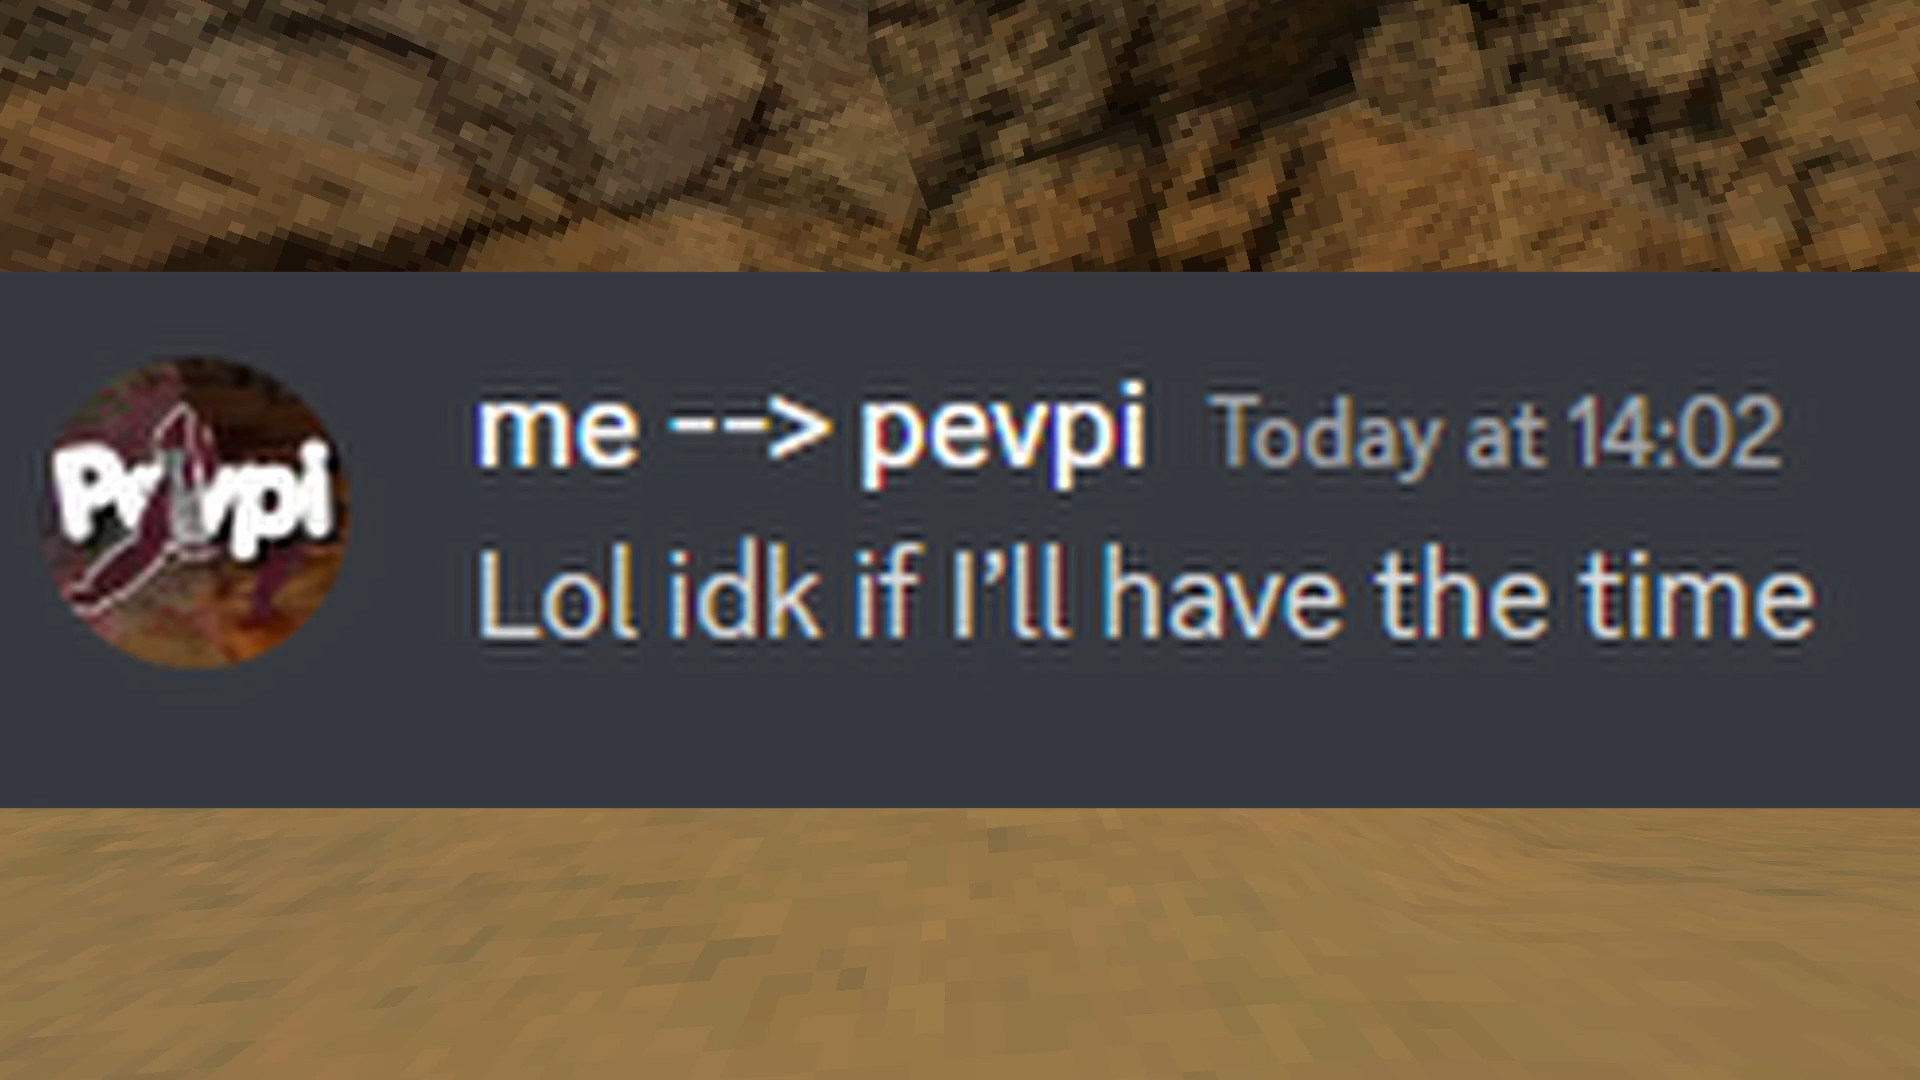 me --> pevpi Today at 14:02
Lol idk if I’ll have the time